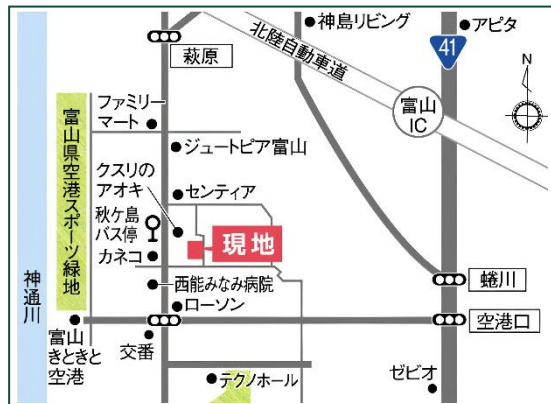 神島リビング
アピタ
北陸自動車道
41
萩原
富山
IC
N
ファミリー
マート
ジュートピア富山
富山県空港スポーツ緑地
クスリの
アオキ
センティア
秋ケ島
バス停
現地
カネコ
神通川
西能みなみ病院
蜷川
ローソン
空港口
富山
きときと
空港
交番
テクノホール
ゼビオ